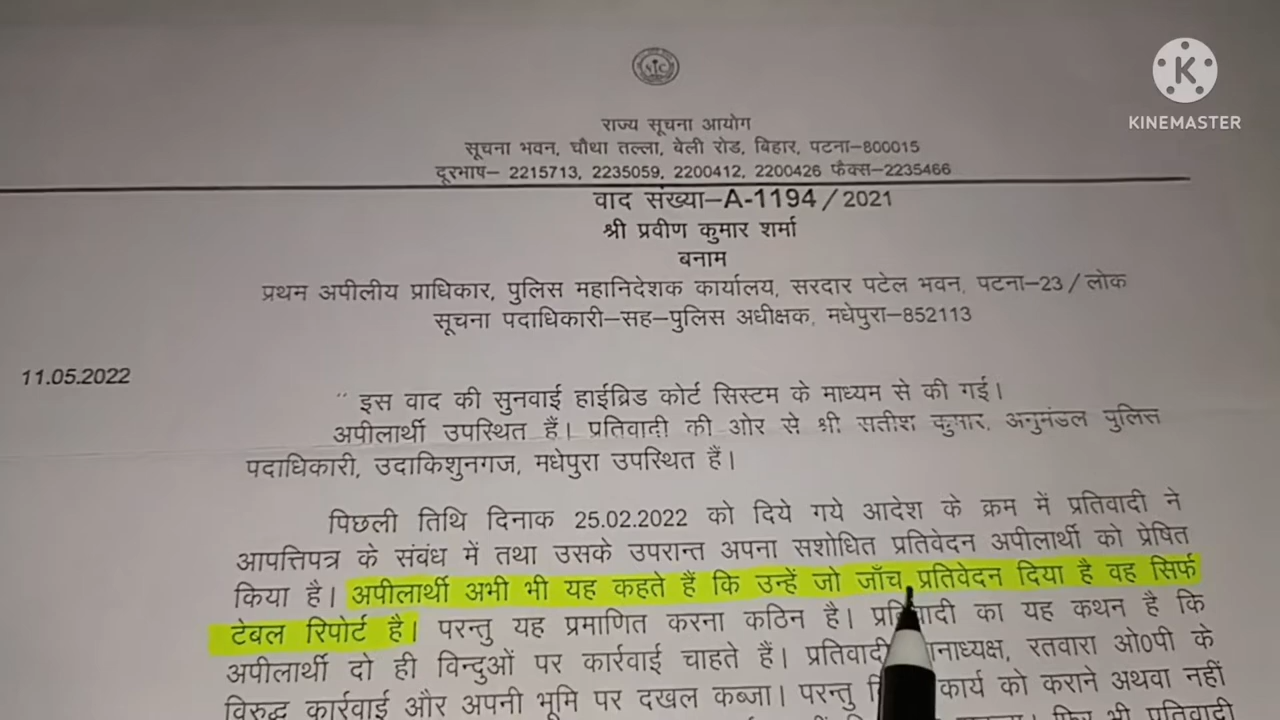 KINEMASTER
राज्य सूचना आयोग
सूचना भवन, चौथा तल्ला, बेली रोड, बिहार, पटना–800015
दूरभाष– 2215713, 2235059, 2200412, 2200426 फैक्स–2235466
वाद संख्या–A-1194/2021
श्री प्रवीण कुमार शर्मा
बनाम
प्रथम अपीलीय प्राधिकार, पुलिस महानिदेशक कार्यालय, सरदार पटेल भवन, पटना–23/लोक
सूचना पदाधिकारी–सह–पुलिस अधीक्षक, मधेपुरा–852113
11.05.2022
इस वाद की सुनवाई हाईब्रिड कोर्ट सिस्टम के माध्यम से की गई।
अपीलार्थी उपस्थित हैं। प्रतिवादी की ओर से श्री सतीश कुमार, अनुमंडल पुलिस
पदाधिकारी, उदाकिशुनगज, मधेपुरा उपस्थित हैं।
पिछली तिथि दिनाक 25.02.2022 को दिये गये आदेश के क्रम में प्रतिवादी ने
आपत्तिपत्र के संबंध में तथा उसके उपरान्त अपना सशोधित प्रतिवेदन अपीलार्थी को प्रेषित
किया है। अपीलार्थी अभी भी यह कहते हैं कि उन्हें जो जाँच प्रतिवेदन दिया है वह सिर्फ
टेबल रिपोर्ट है। परन्तु यह प्रमाणित करना कठिन है। का यह कथन है कि
अपीलार्थी दो ही विन्दुओं पर कार्रवाई चाहते हैं। रतवारा ओ0पी के
विरुद्ध कार्रवाई और अपनी भूमि पर दखल कब्जा। परन्तु कार्य को कराने अथवा नहीं
फिर भी प्रतिवादी